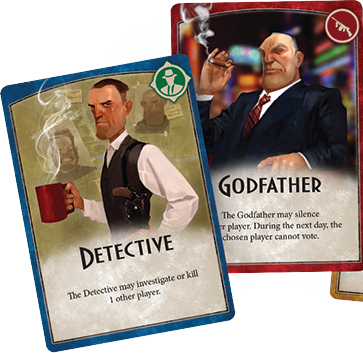 DETECTIVE
The Detective may investigate or kill
1 other player.
GODFATHER
The Godfather may silence
player. During the next day, the
chosen player cannot vote.